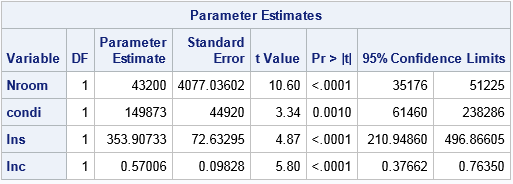 Parameter Estimates
Variable DF Parameter Estimate Standard Error t Value Pr > |t| 95% Confidence Limits
Nroom 1 43200 4077.03602 10.60 <.0001 35176 51225
condi 1 149873 44920 3.34 0.0010 61460 238286
Ins 1 353.90733 72.63295 4.87 <.0001 210.94860 496.86605
Inc 1 0.57006 0.09828 5.80 <.0001 0.37662 0.76350